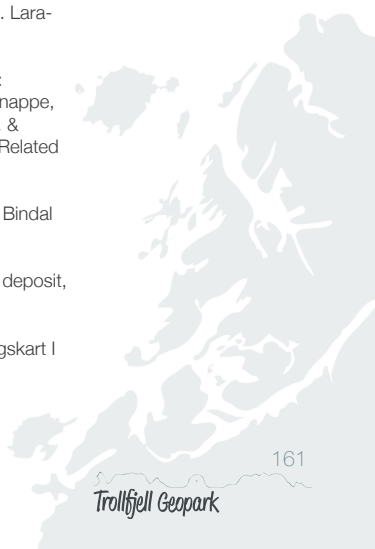 . Lara-
:
nappe,
. &
Related
Bindal
deposit,
gskart I
161
Trollfjell Geopark